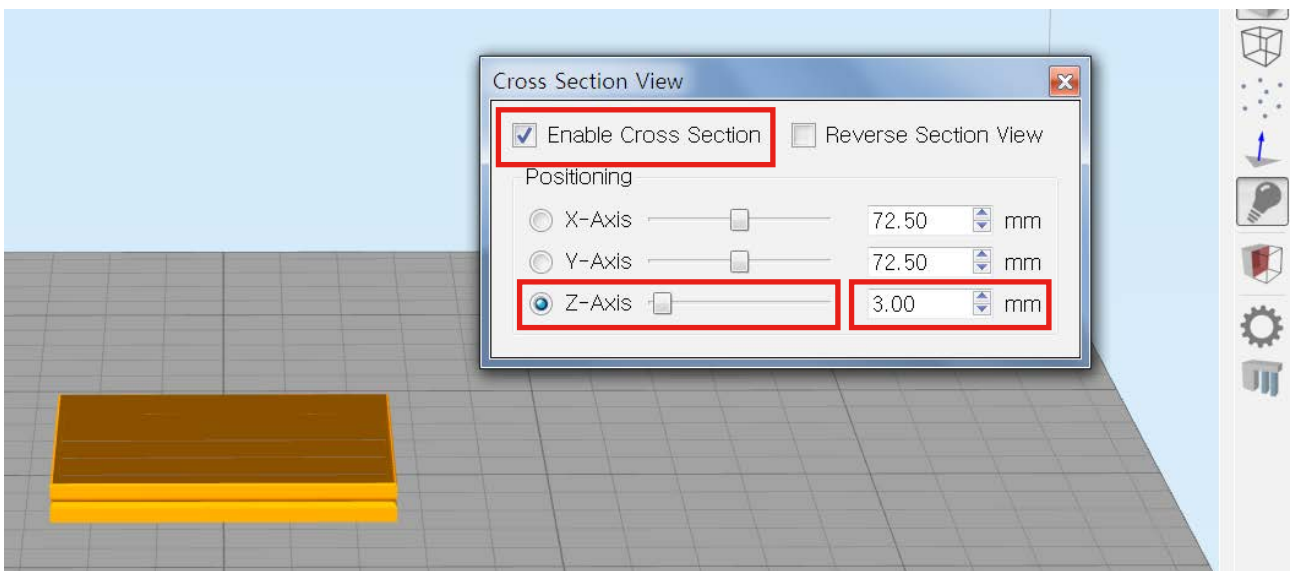 Cross Section View
Enable Cross Section Reverse Section View
Positioning
X-Axis 72.50 mm
Y-Axis 72.50 mm
Z-Axis 3.00 mm